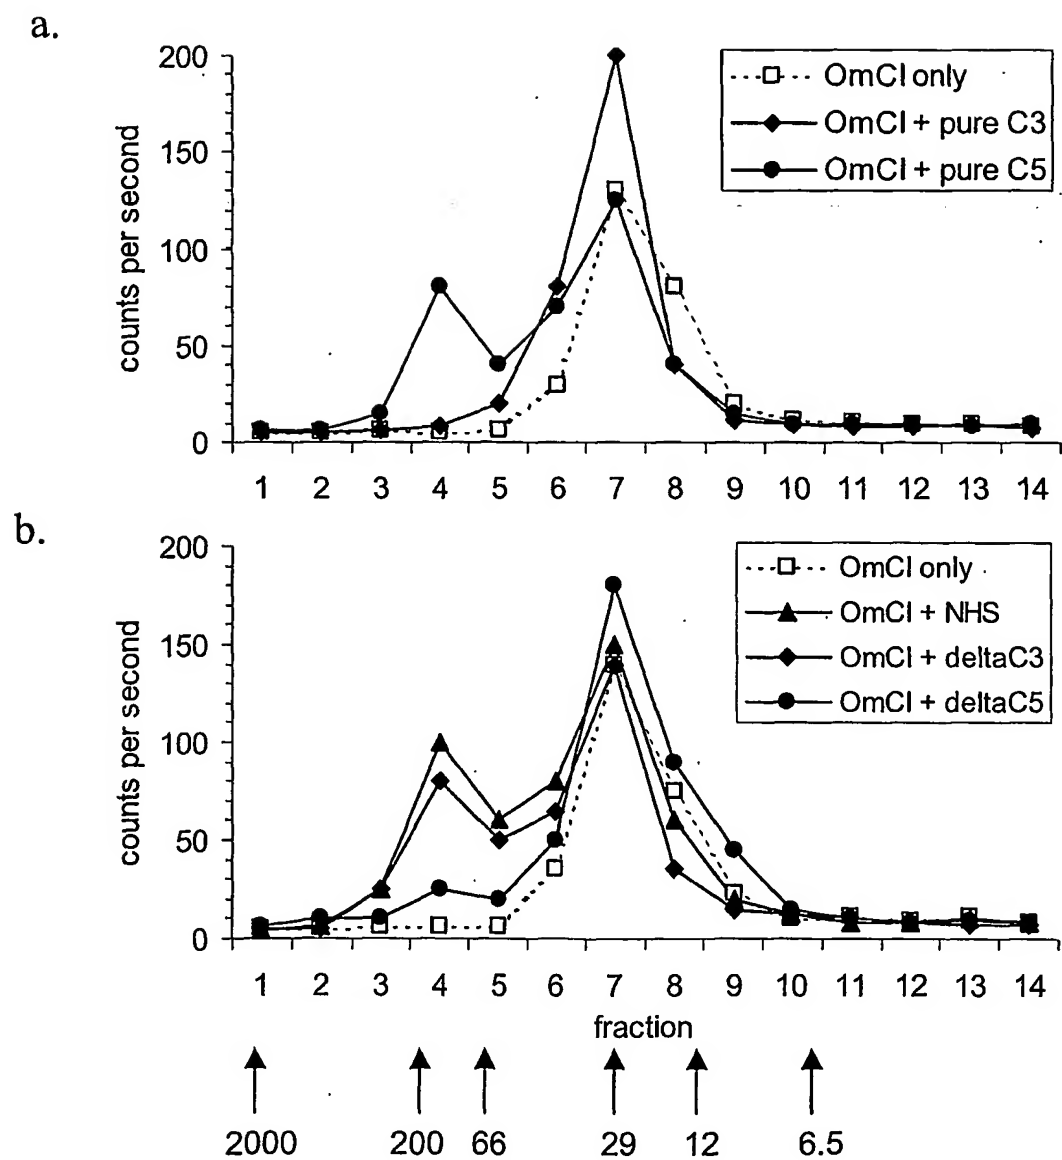 a.
200
150
100
50
0
counts per second
OmCI only
OmCI + pure C3
OmCI + pure C5
1 2 3 4 5 6 7 8 9 10 11 12 13 14
b.
200
150
100
50
0
counts per second
OmCI only
OmCI + NHS
OmCI + deltaC3
OmCI + deltaC5
1 2 3 4 5 6 7 8 9 10 11 12 13 14
fraction
2000 200 66 29 12 6.5